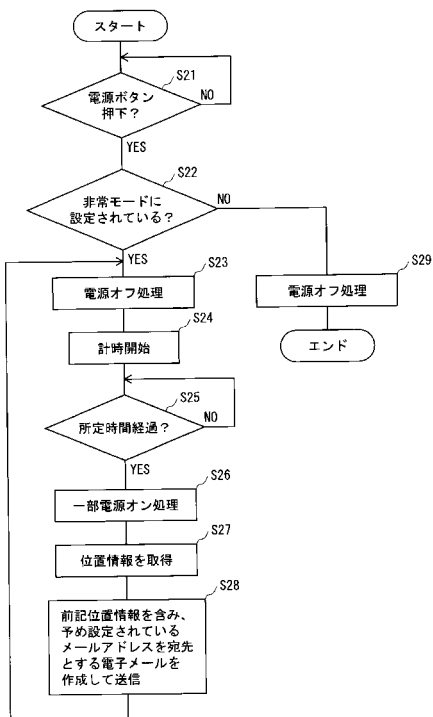 スタート
S21
電源ボタン
押下？
NO
YES
S22
非常モードに
設定されている？
NO
YES
S23
電源オフ処理
S29
電源オフ処理
エンド
S24
計時開始
S25
所定時間経過？
NO
YES
S26
一部電源オン処理
S27
位置情報を取得
S28
前記位置情報を含み、
予め設定されている
メールアドレスを宛先
とする電子メールを
作成して送信